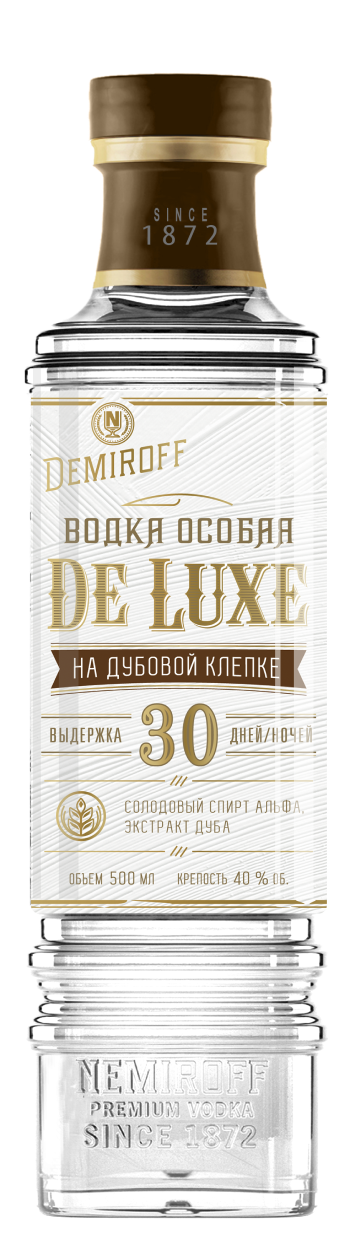 SINCE
1872
N
DEMIROFF
ВОДКА ОСОБАЯ
DE LUXE
НА ДУБОВОЙ КЛЕПКЕ
ВЫДЕРЖКА 30 ДНЕЙ/НОЧЕЙ
СОЛОДОВЫЙ СПИРТ АЛЬФА,
ЭКСТРАКТ ДУБА
ОБЪЕМ 500 МЛ КРЕПОСТЬ 40 % ОБ.
NEMIROFF
PREMIUM VODKA
SINCE 1872